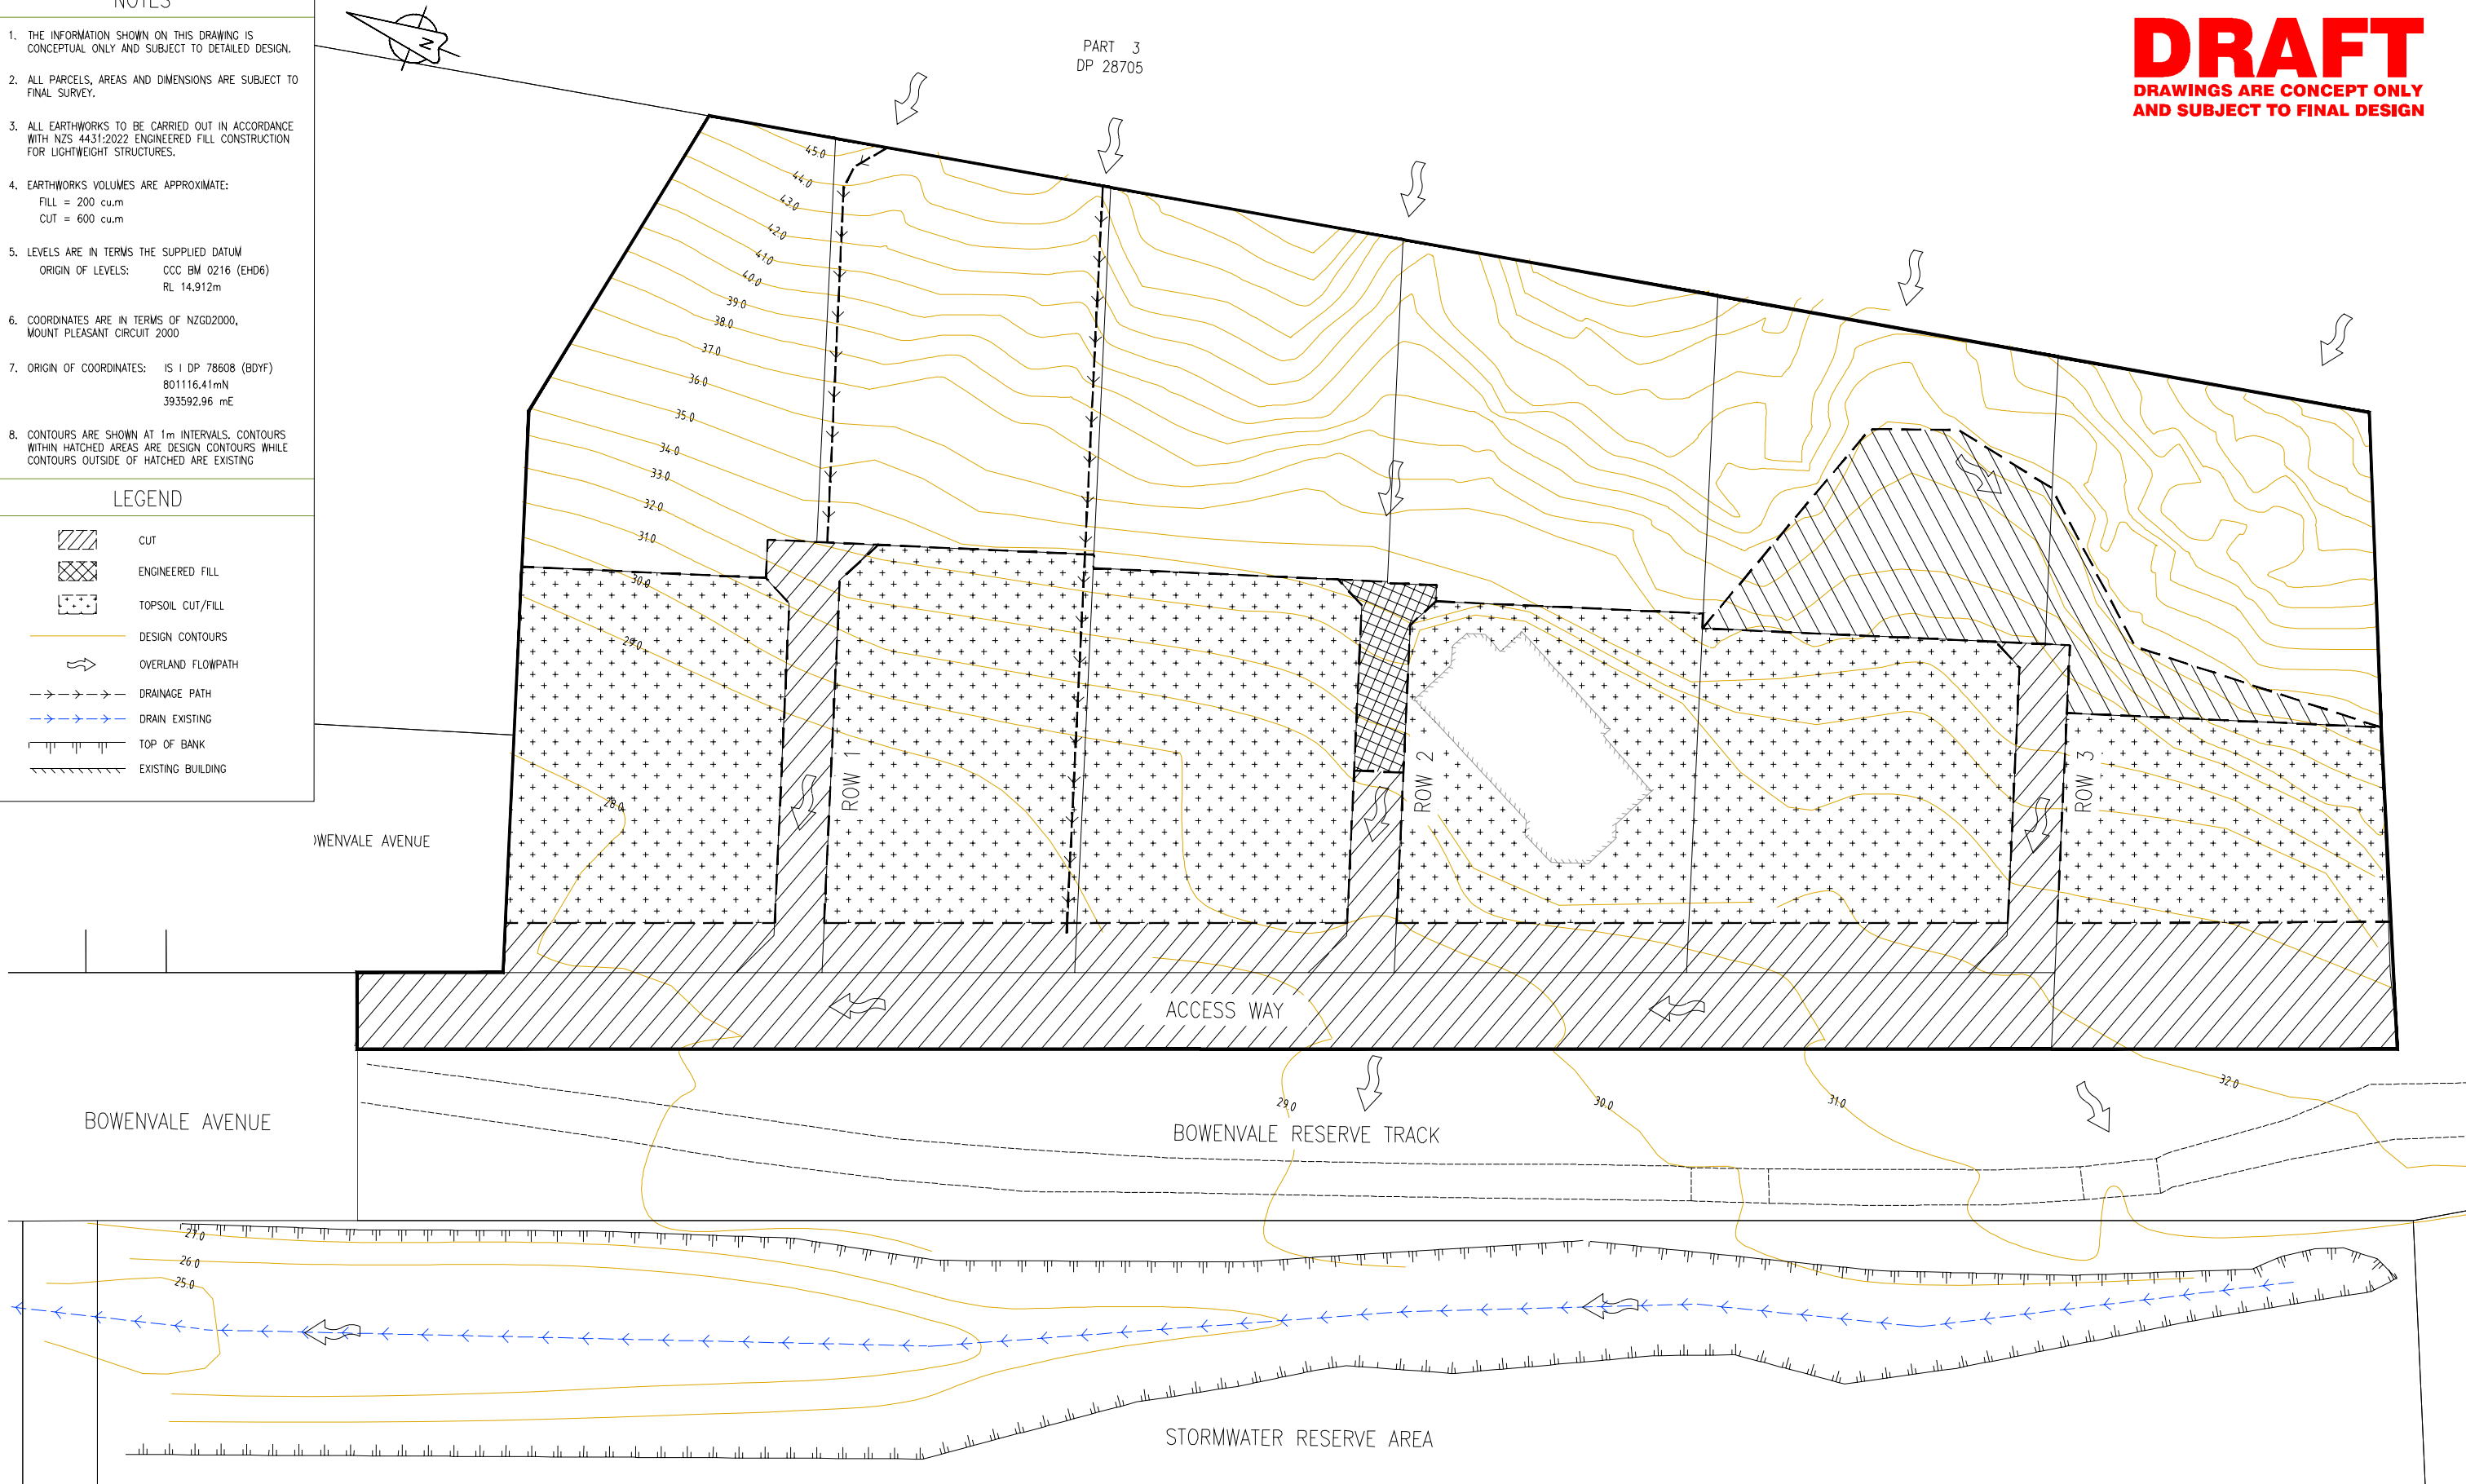 NOTES
1. THE INFORMATION SHOWN ON THIS DRAWING IS
CONCEPTUAL ONLY AND SUBJECT TO DETAILED DESIGN.
2. ALL PARCELS, AREAS AND DIMENSIONS ARE SUBJECT TO
FINAL SURVEY.
3. ALL EARTHWORKS TO BE CARRIED OUT IN ACCORDANCE
WITH NZS 4431:2022 ENGINEERED FILL CONSTRUCTION
FOR LIGHTWEIGHT STRUCTURES.
4. EARTHWORKS VOLUMES ARE APPROXIMATE:
FILL = 200 cu.m
CUT = 600 cu.m
5. LEVELS ARE IN TERMS THE SUPPLIED DATUM
ORIGIN OF LEVELS: CCC BM 0216 (EHD6)
RL 14.912m
6. COORDINATES ARE IN TERMS OF NZGD2000,
MOUNT PLEASANT CIRCUIT 2000
7. ORIGIN OF COORDINATES: IS I DP 78608 (BDYF)
801116.41mN
393592.96 mE
8. CONTOURS ARE SHOWN AT 1m INTERVALS. CONTOURS
WITHIN HATCHED AREAS ARE DESIGN CONTOURS WHILE
CONTOURS OUTSIDE OF HATCHED ARE EXISTING
LEGEND
CUT
ENGINEERED FILL
TOPSOIL CUT/FILL
DESIGN CONTOURS
OVERLAND FLOWPATH
DRAINAGE PATH
DRAIN EXISTING
TOP OF BANK
EXISTING BUILDING
N
PART 3
DP 28705
DRAFT
DRAWINGS ARE CONCEPT ONLY
AND SUBJECT TO FINAL DESIGN
45.0
44.0
43.0
42.0
41.0
40.0
39.0
38.0
37.0
36.0
35.0
34.0
33.0
32.0
31.0
30.0
29.0
28.0
ROW 1
ROW 2
ROW 3
OWENVALE AVENUE
ACCESS WAY
BOWENVALE AVENUE
BOWENVALE RESERVE TRACK
29.0
30.0
31.0
32.0
27.0
26.0
25.0
STORMWATER RESERVE AREA